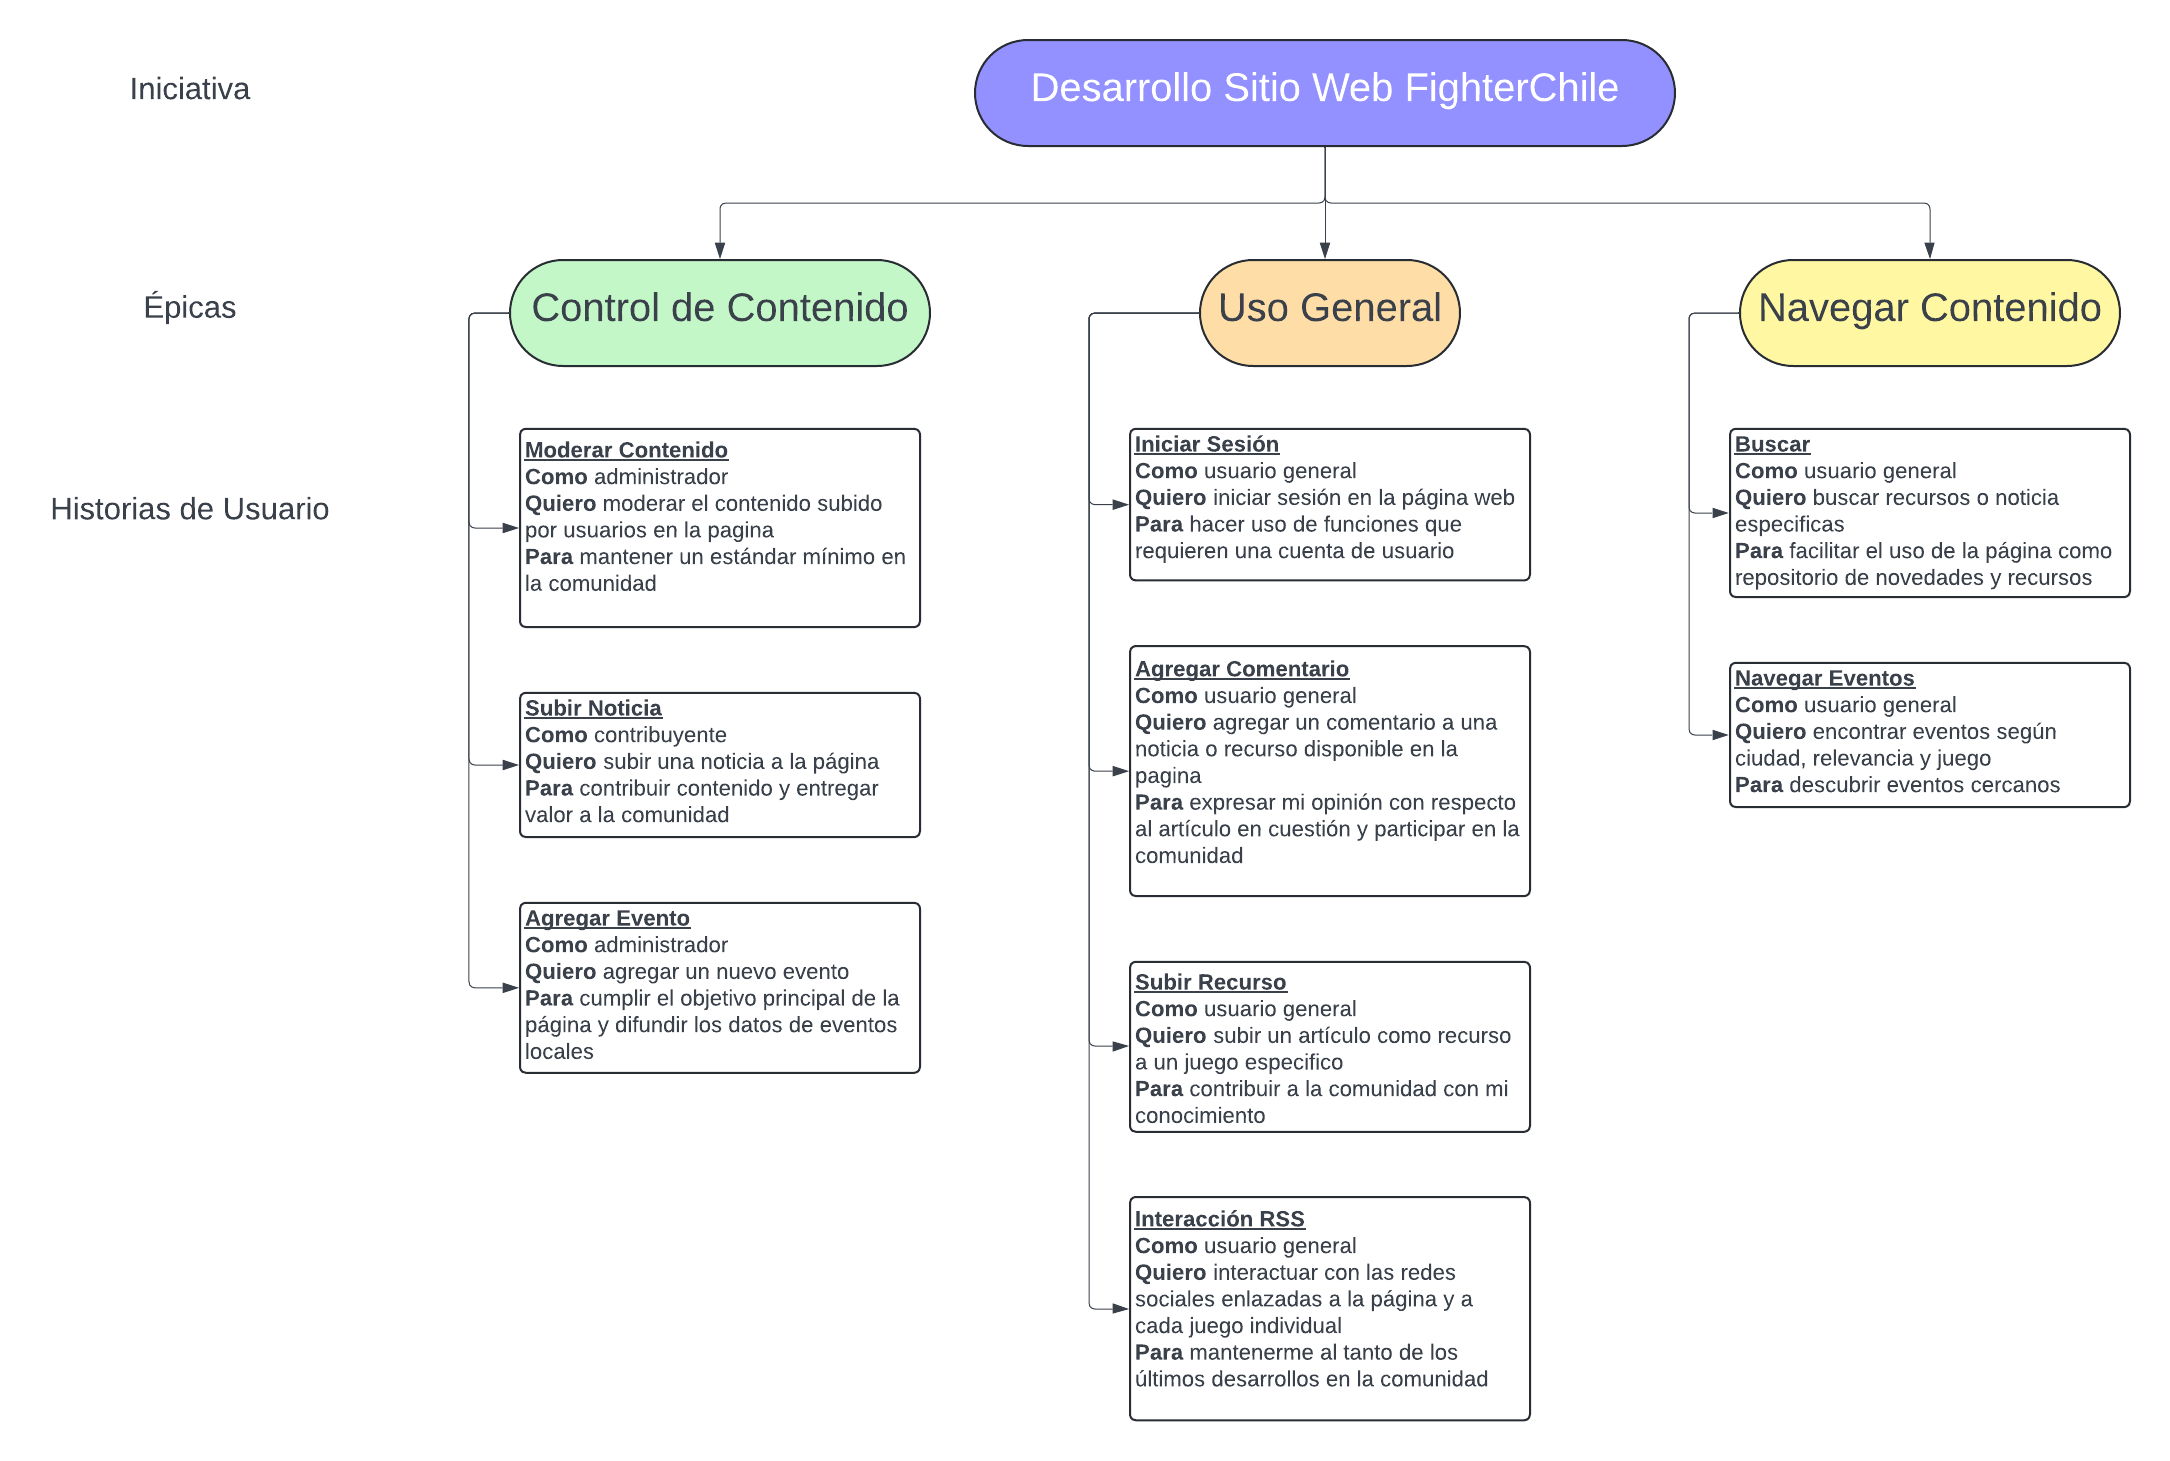 Iniciativa
Desarrollo Sitio Web FighterChile
Épicas
Control de Contenido
Uso General
Navegar Contenido
Historias de Usuario
Moderar Contenido
Como administrador
Quiero moderar el contenido subido
por usuarios en la pagina
Para mantener un estándar mínimo en
la comunidad
Subir Noticia
Como contribuyente
Quiero subir una noticia a la página
Para contribuir contenido y entregar
valor a la comunidad
Agregar Evento
Como administrador
Quiero agregar un nuevo evento
Para cumplir el objetivo principal de la
página y difundir los datos de eventos
locales
Iniciar Sesión
Como usuario general
Quiero iniciar sesión en la página web
Para hacer uso de funciones que
requieren una cuenta de usuario
Agregar Comentario
Como usuario general
Quiero agregar un comentario a una
noticia o recurso disponible en la
pagina
Para expresar mi opinión con respecto
al artículo en cuestión y participar en la
comunidad
Subir Recurso
Como usuario general
Quiero subir un artículo como recurso
a un juego especifico
Para contribuir a la comunidad con mi
conocimiento
Interacción RSS
Como usuario general
Quiero interactuar con las redes
sociales enlazadas a la página y a
cada juego individual
Para mantenerme al tanto de los
últimos desarrollos en la comunidad
Buscar
Como usuario general
Quiero buscar recursos o noticia
especificas
Para facilitar el uso de la página como
repositorio de novedades y recursos
Navegar Eventos
Como usuario general
Quiero encontrar eventos según
ciudad, relevancia y juego
Para descubrir eventos cercanos